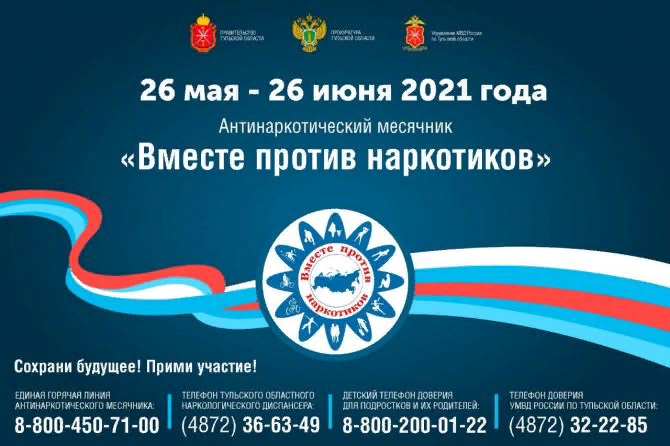 ПРАВИТЕЛЬСТВО
ТУЛЬСКОЙ ОБЛАСТИ
ПРОКУРАТУРА
ТУЛЬСКОЙ ОБЛАСТИ
Управление МВД России
по Тульской области
26 мая - 26 июня 2021 года
Антинаркотический месячник
«Вместе против наркотиков»
Вместе против
наркотиков
Сохрани будущее! Прими участие!
ЕДИНАЯ ГОРЯЧАЯ ЛИНИЯ
АНТИНАРКОТИЧЕСКОГО МЕСЯЧНИКА:
8-800-450-71-00
ТЕЛЕФОН ТУЛЬСКОГО ОБЛАСТНОГО
НАРКОЛОГИЧЕСКОГО ДИСПАНСЕРА:
(4872) 36-63-49
ДЕТСКИЙ ТЕЛЕФОН ДОВЕРИЯ
ДЛЯ ПОДРОСТКОВ И ИХ РОДИТЕЛЕЙ:
8-800-200-01-22
ТЕЛЕФОН ДОВЕРИЯ
УМВД РОССИИ ПО ТУЛЬСКОЙ ОБЛАСТИ:
(4872) 32-22-85